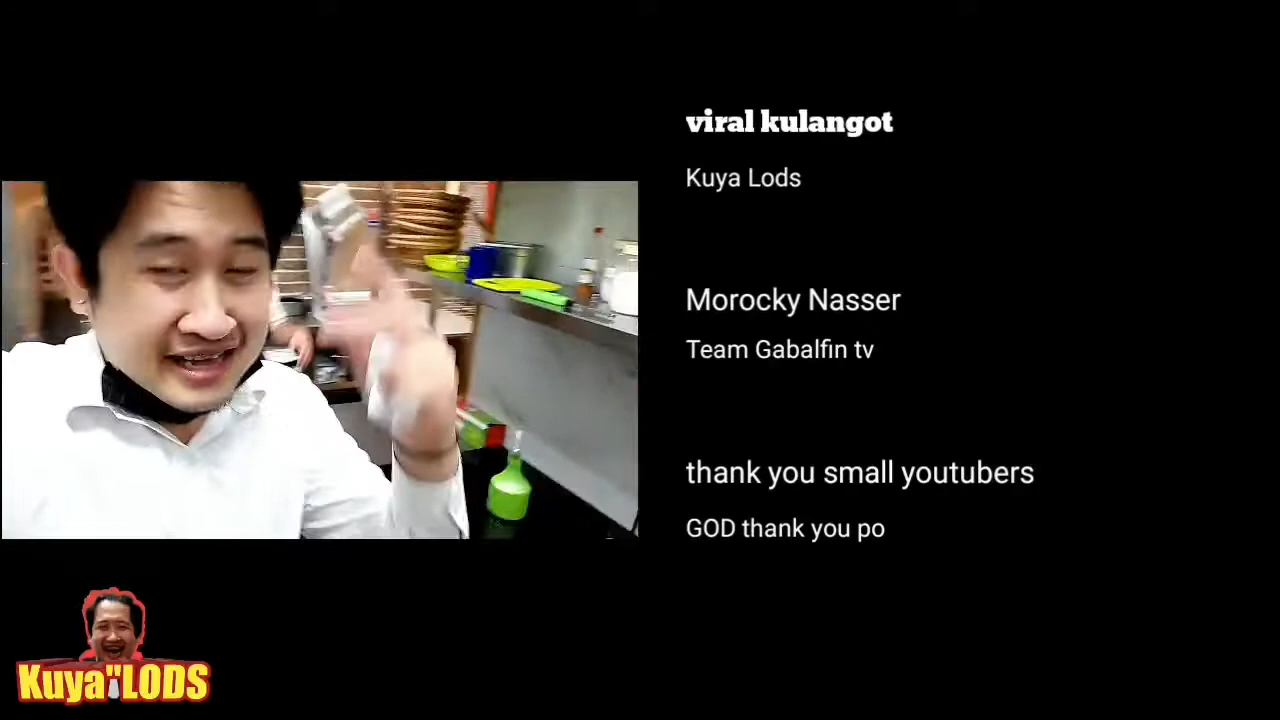 viral kulangot
Kuya Lods
Morocky Nasser
Team Gabalfin tv
thank you small youtubers
GOD thank you po
Kuya"LODS